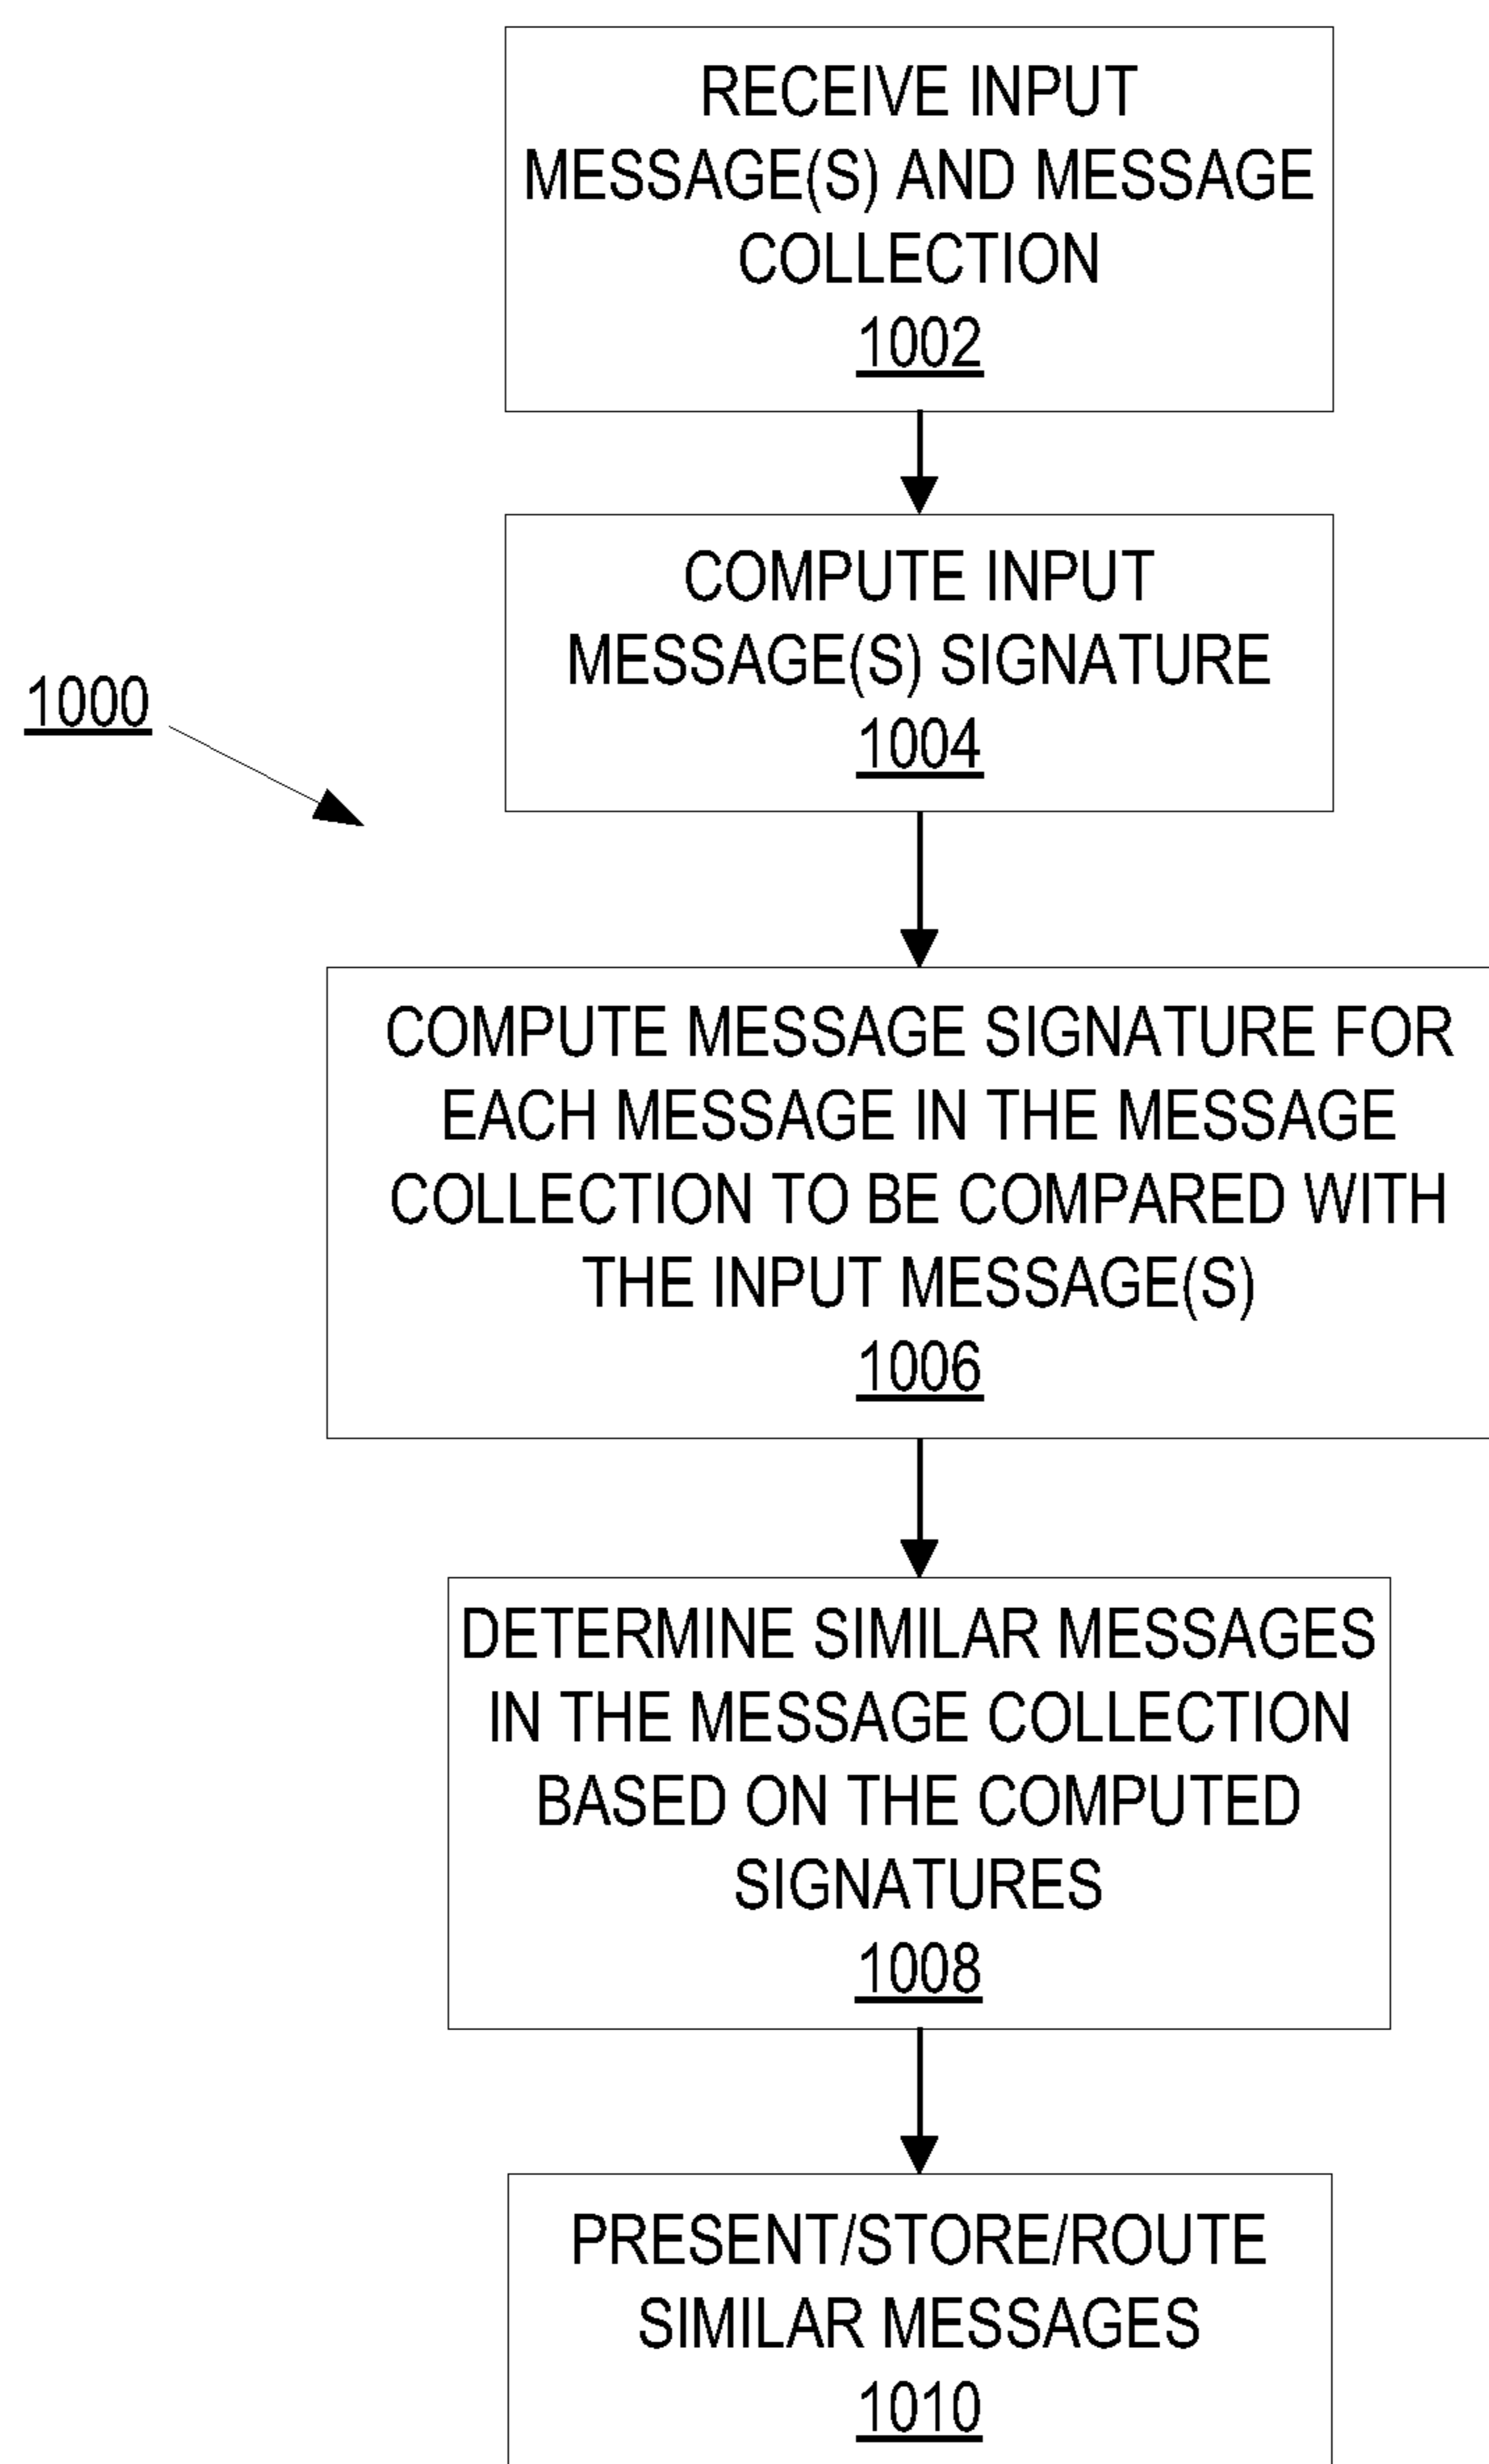 RECEIVE INPUT
MESSAGE(S) AND MESSAGE
COLLECTION
1002
COMPUTE INPUT
MESSAGE(S) SIGNATURE
1004
1000
COMPUTE MESSAGE SIGNATURE FOR
EACH MESSAGE IN THE MESSAGE
COLLECTION TO BE COMPARED WITH
THE INPUT MESSAGE(S)
1006
DETERMINE SIMILAR MESSAGES
IN THE MESSAGE COLLECTION
BASED ON THE COMPUTED
SIGNATURES
1008
PRESENT/STORE/ROUTE
SIMILAR MESSAGES
1010